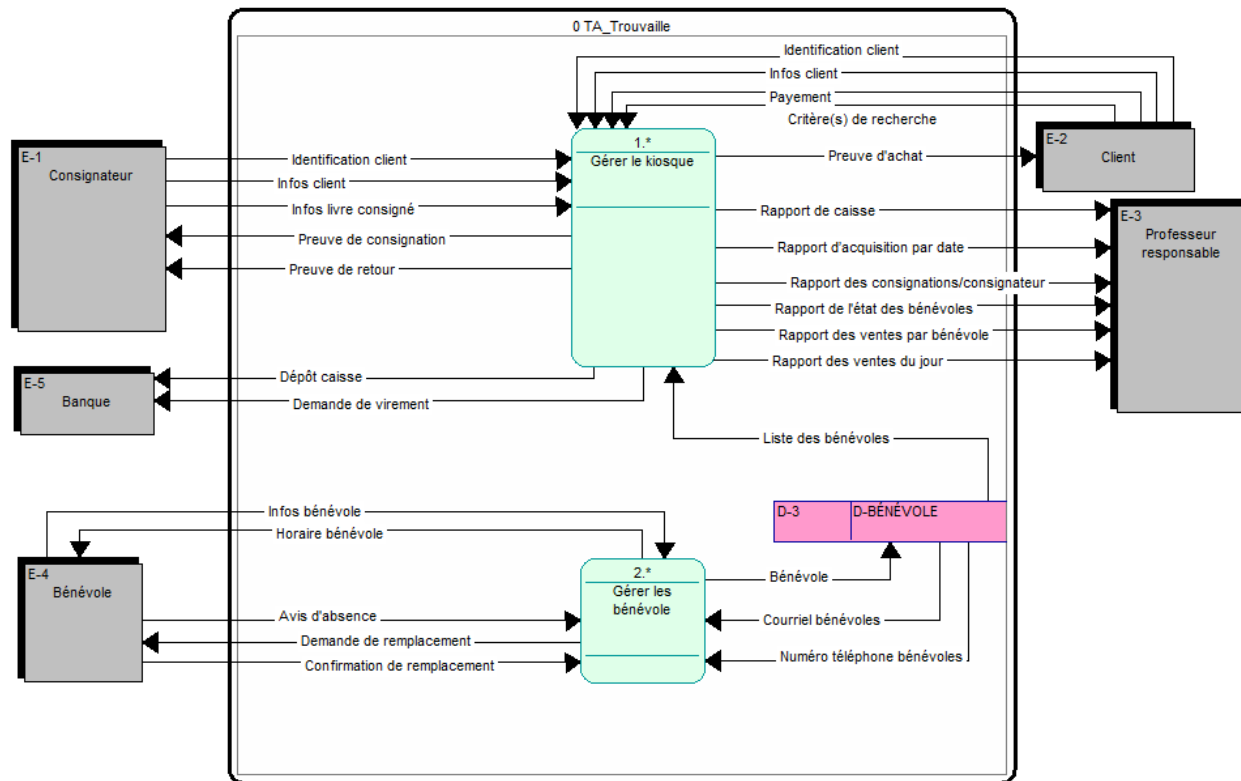 0 TA_Trouvaille
Identification client
Infos client
Payement
Critère(s) de recherche
E-1
Consignateur
Identification client
Infos client
Infos livre consigné
Preuve de consignation
Preuve de retour
1.*
Gérer le kiosque
Preuve d'achat
E-2
Client
Rapport de caisse
Rapport d'acquisition par date
Rapport des consignations/consignateur
Rapport de l'état des bénévoles
Rapport des ventes par bénévole
Rapport des ventes du jour
E-3
Professeur
responsable
E-5
Banque
Dépôt caisse
Demande de virement
Liste des bénévoles
D-3
D-BÉNÉVOLE
Infos bénévole
Horaire bénévole
E-4
Bénévole
Avis d'absence
Demande de remplacement
Confirmation de remplacement
2.*
Gérer les
bénévole
Bénévole
Courriel bénévoles
Numéro téléphone bénévoles